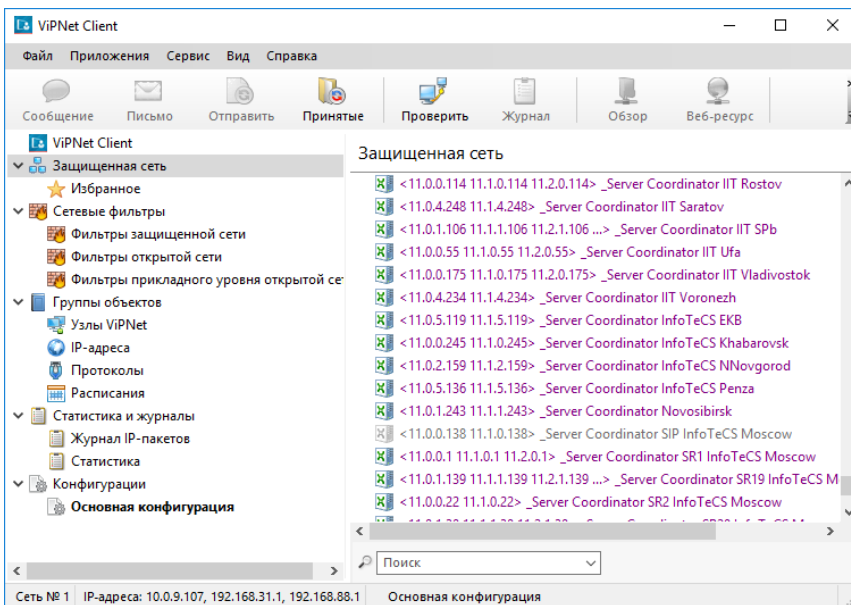 ViPNet Client
Файл Приложения Сервис Вид Справка
Сообщение Письмо Отправить Принятые Проверить Журнал Обзор Веб-ресурс
ViPNet Client
Защищенная сеть
Избранное
Сетевые фильтры
Фильтры защищенной сети
Фильтры открытой сети
Фильтры прикладного уровня открытой се
Группы объектов
Узлы ViPNet
IP-адреса
Протоколы
Расписания
Статистика и журналы
Журнал IP-пакетов
Статистика
Конфигурации
Основная конфигурация
Защищенная сеть
<11.0.0.114 11.1.0.114 11.2.0.114> _Server Coordinator IIT Rostov
<11.0.4.248 11.1.4.248> _Server Coordinator IIT Saratov
<11.0.1.106 11.1.1.106 11.2.1.106 ...> _Server Coordinator IIT SPb
<11.0.0.55 11.1.0.55 11.2.0.55> _Server Coordinator IIT Ufa
<11.0.0.175 11.1.0.175 11.2.0.175> _Server Coordinator IIT Vladivostok
<11.0.4.234 11.1.4.234> _Server Coordinator IIT Voronezh
<11.0.5.119 11.1.5.119> _Server Coordinator InfoTeCS EKB
<11.0.0.245 11.1.0.245> _Server Coordinator InfoTeCS Khabarovsk
<11.0.2.159 11.1.2.159> _Server Coordinator InfoTeCS NNovgorod
<11.0.5.136 11.1.5.136> _Server Coordinator InfoTeCS Penza
<11.0.1.243 11.1.1.243> _Server Coordinator Novosibirsk
<11.0.0.138 11.1.0.138> _Server Coordinator SIP InfoTeCS Moscow
<11.0.0.1 11.1.0.1 11.2.0.1> _Server Coordinator SR1 InfoTeCS Moscow
<11.0.1.139 11.1.1.139 11.2.1.139 ...> _Server Coordinator SR19 InfoTeCS M
<11.0.0.22 11.1.0.22> _Server Coordinator SR2 InfoTeCS Moscow
Поиск
Сеть № 1 IP-адреса: 10.0.9.107, 192.168.31.1, 192.168.88.1 Основная конфигурация